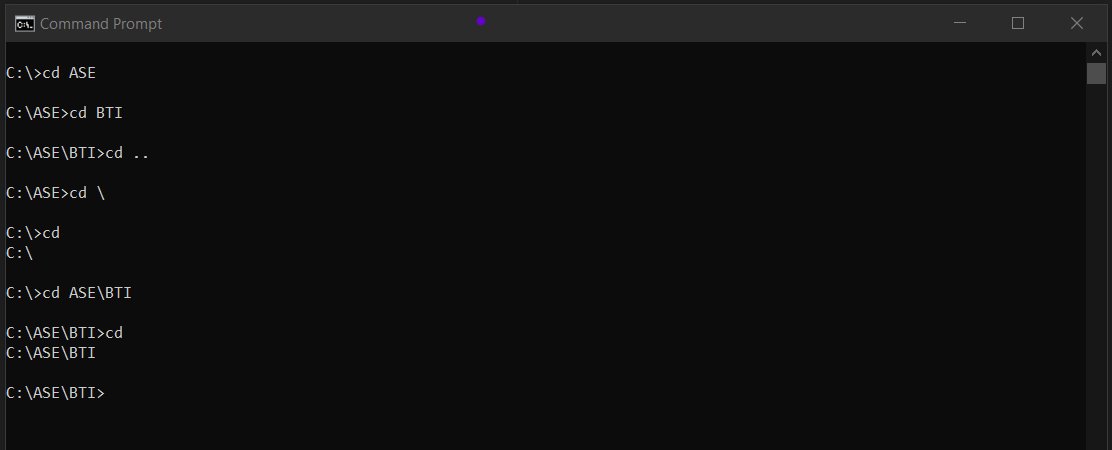 Command Prompt
C:\>cd ASE
C:\ASE>cd BTI
C:\ASE\BTI>cd ..
C:\ASE>cd \
C:\>cd
C:\
C:\>cd ASE\BTI
C:\ASE\BTI>cd
C:\ASE\BTI
C:\ASE\BTI>